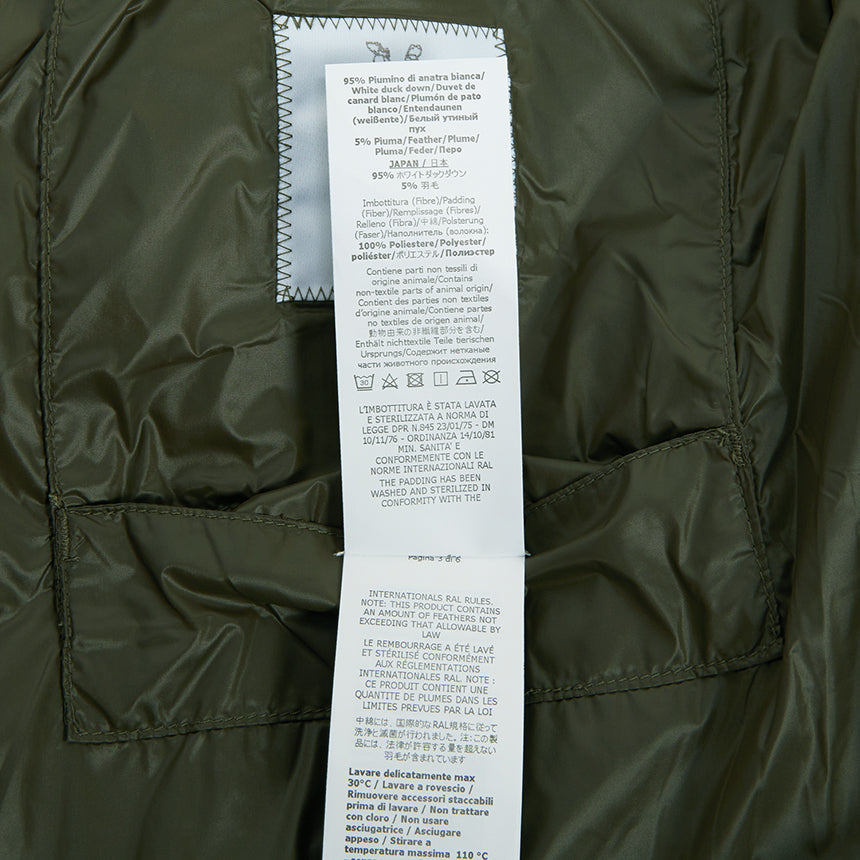 95% Piumino di anatra bianca/
White duck down/Duvet de
canard blanc/Plumón de pato
blanco/Entendaunen
(weißente)/Белый утиный
пух
5% Piuma/Feather/Plume/
Pluma/Feder/Перо
JAPAN / 日本
95% ホワイトダックダウン
5% 羽毛
Imbottitura (Fibre)/Padding
(Fiber)/Remplissage (Fibres)/
Relleno (Fibra)/中綿/Polsterung
(Faser)/Наполнитель (волокна):
100% Poliestere/Polyester/
poliéster/ポリエステル/Полиэстер
Contiene parti non tessili di
origine animale/Contains
non-textile parts of animal origin/
Contient des parties non textiles
d'origine animale/Contiene partes
no textiles de origen animal/
動物由来の非繊維部分を含む/
Enthält nichttextile Teile tierischen
Ursprungs/Содержит нетканые
части животного происхождения
30
L'IMBOTTITURA È STATA LAVATA
E STERILIZZATA A NORMA DI
LEGGE DPR N.845 23/01/75 - DM
10/11/76 - ORDINANZA 14/10/81
MIN. SANITA' E
CONFORMEMENTE CON LE
NORME INTERNAZIONALI RAL
THE PADDING HAS BEEN
WASHED AND STERILIZED IN
CONFORMITY WITH THE
Pagina 3 di 6
INTERNATIONALS RAL RULES.
NOTE: THIS PRODUCT CONTAINS
AN AMOUNT OF FEATHERS NOT
EXCEEDING THAT ALLOWABLE BY
LAW
LE REMBOURRAGE A ÉTÉ LAVÉ
ET STÉRILISÉ CONFORMÉMENT
AUX RÉGLEMENTATIONS
INTERNATIONALES RAL. NOTE :
CE PRODUIT CONTIENT UNE
QUANTITE DE PLUMES DANS LES
LIMITES PREVUES PAR LA LOI
中綿には、国際的なRAL規格に従って
洗浄と滅菌が行われました。注:この製
品には、法律が許容する量を超えない
羽毛が含まれています
Lavare delicatamente max
30°C / Lavare a rovescio /
Rimuovere accessori staccabili
prima di lavare / Non trattare
con cloro / Non usare
asciugatrice / Asciugare
appeso / Stirare a
temperatura massima 110 °C